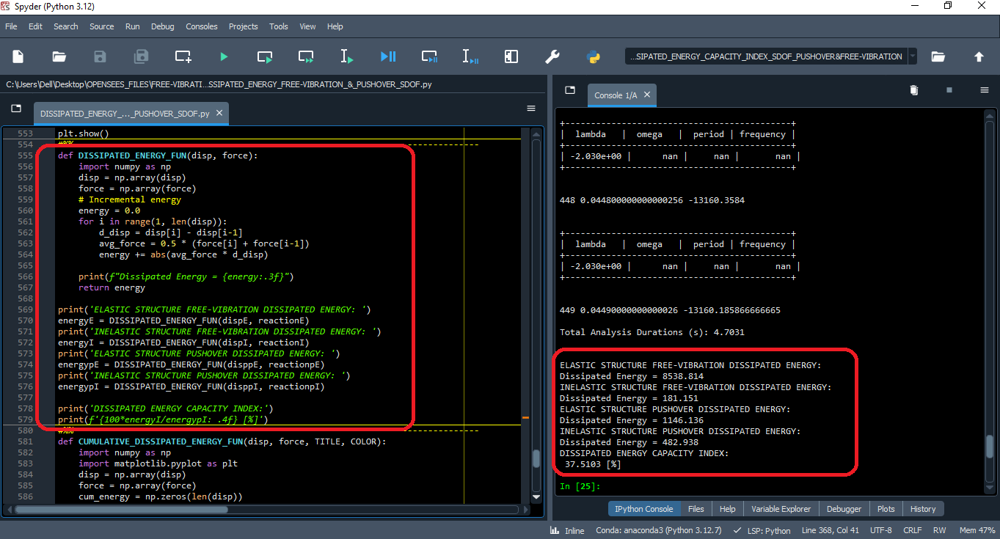 Spyder (Python 3.12)
File Edit Search Source Run Debug Consoles Projects Tools View Help
...SIPATED_ENERGY_CAPACITY_INDEX_SDOF_PUSHOVER&FREE-VIBRATION
C:\Users\Dell\Desktop\OPENSEES_FILES\FREE-VIBRATI...SSIPATED_ENERGY_FREE-VIBRATION_&_PUSHOVER_SDOF.py
DISSIPATED_ENERGY_..._PUSHOVER_SDOF.py
553 plt.show()
554 #%%------------------------------------------------------------------------------
555 def DISSIPATED_ENERGY_FUN(disp, force):
556     import numpy as np
557     disp = np.array(disp)
558     force = np.array(force)
559     # Incremental energy
560     energy = 0.0
561     for i in range(1, len(disp)):
562         d_disp = disp[i] - disp[i-1]
563         avg_force = 0.5 * (force[i] + force[i-1])
564         energy += abs(avg_force * d_disp)
565
566     print(f"Dissipated Energy = {energy:.3f}")
567     return energy
568
569 print('ELASTIC STRUCTURE FREE-VIBRATION DISSIPATED ENERGY: ')
570 energyE = DISSIPATED_ENERGY_FUN(dispE, reactionE)
571 print('INELASTIC STRUCTURE FREE-VIBRATION DISSIPATED ENERGY: ')
572 energyI = DISSIPATED_ENERGY_FUN(dispI, reactionI)
573 print('ELASTIC STRUCTURE PUSHOVER DISSIPATED ENERGY: ')
574 energypE = DISSIPATED_ENERGY_FUN(disppE, reactionpE)
575 print('INELASTIC STRUCTURE PUSHOVER DISSIPATED ENERGY: ')
576 energypI = DISSIPATED_ENERGY_FUN(disppI, reactionpI)
577
578 print('DISSIPATED ENERGY CAPACITY INDEX:')
579 print(f'{100*energyI/energypI: .4f} [%]')
580 #%%------------------------------------------------------------------------------
581 def CUMULATIVE_DISSIPATED_ENERGY_FUN(disp, force, TITLE, COLOR):
582     import numpy as np
583     import matplotlib.pyplot as plt
584     disp = np.array(disp)
585     force = np.array(force)
586     cum_energy = np.zeros(len(disp))
Console 1/A
+--------------------------------------------+
| lambda | omega | period | frequency |
+--------------------------------------------+
| -2.030e+00 | nan | nan | nan |
+--------------------------------------------+
448 0.044800000000000256 -13160.3584
+--------------------------------------------+
| lambda | omega | period | frequency |
+--------------------------------------------+
| -2.030e+00 | nan | nan | nan |
+--------------------------------------------+
449 0.04490000000000026 -13160.185866666665
Total Analysis Durations (s): 4.7031
ELASTIC STRUCTURE FREE-VIBRATION DISSIPATED ENERGY:
Dissipated Energy = 8538.814
INELASTIC STRUCTURE FREE-VIBRATION DISSIPATED ENERGY:
Dissipated Energy = 181.151
ELASTIC STRUCTURE PUSHOVER DISSIPATED ENERGY:
Dissipated Energy = 1146.136
INELASTIC STRUCTURE PUSHOVER DISSIPATED ENERGY:
Dissipated Energy = 482.938
DISSIPATED ENERGY CAPACITY INDEX:
37.5103 [%]
In [25]:
IPython Console Files Help Variable Explorer Debugger Plots History
Inline Conda: anaconda3 (Python 3.12.7) LSP: Python Line 368, Col 41 UTF-8 CRLF RW Mem 47%